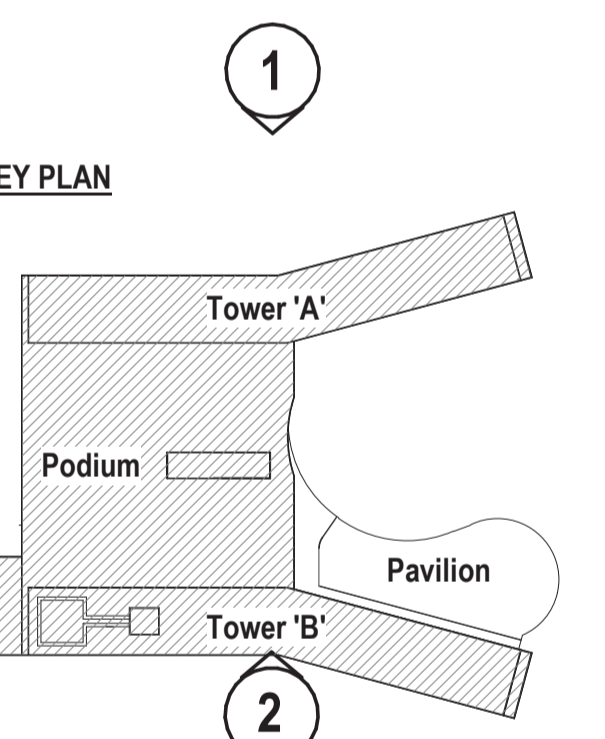 1
EY PLAN
Tower 'A'
Podium
Pavilion
Tower 'B'
2